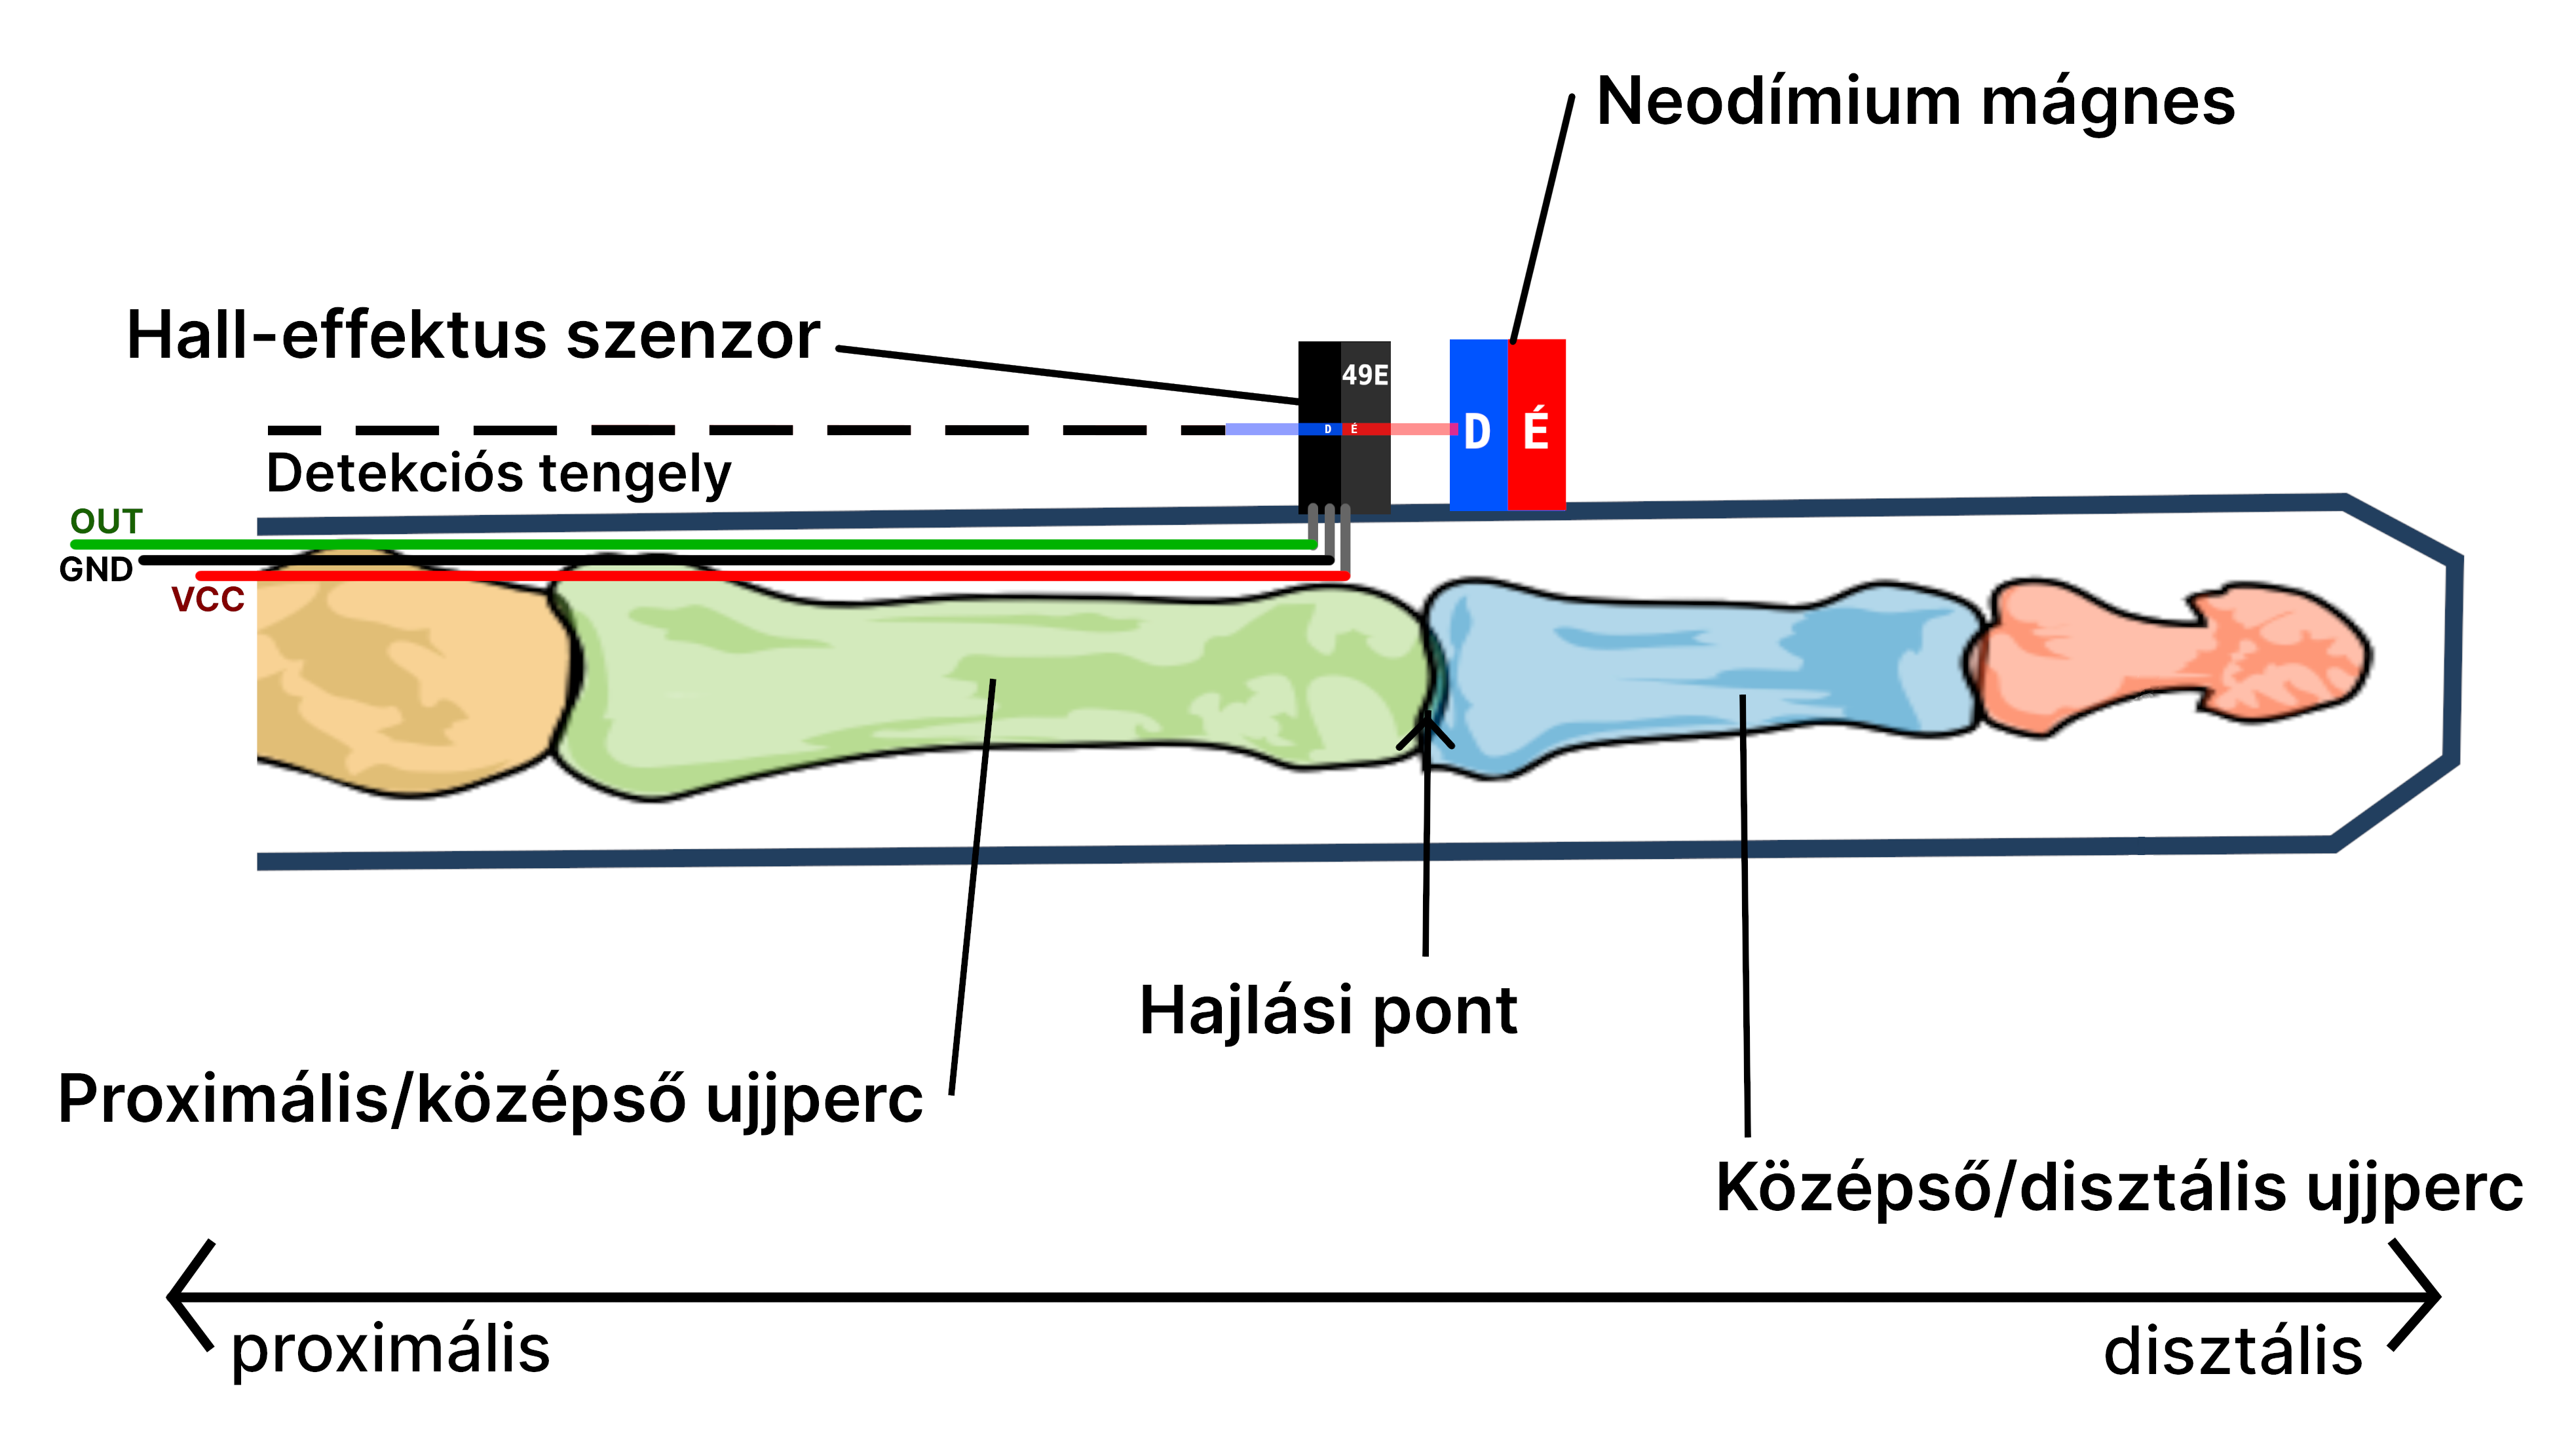 Neodímium mágnes
Hall-effektus szenzor
49E
D É
D É
Detekciós tengely
OUT
GND
VCC
Hajlási pont
Proximális/középső ujjperc
Középső/disztális ujjperc
proximális
disztális